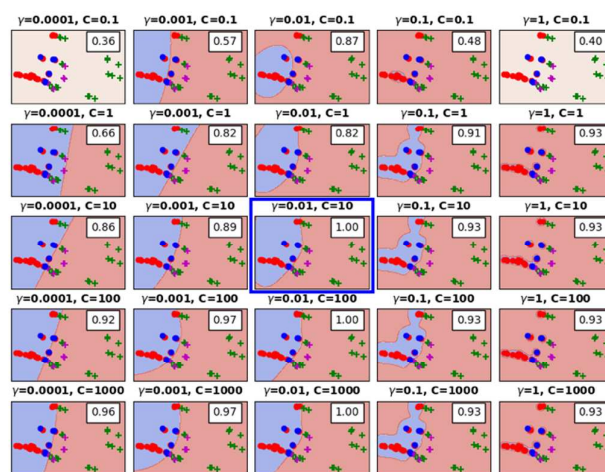 γ=0.0001, C=0.1 γ=0.001, C=0.1 γ=0.01, C=0.1 γ=0.1, C=0.1 γ=1, C=0.1
0.36 0.57 0.87 0.48 0.40
γ=0.0001, C=1 γ=0.001, C=1 γ=0.01, C=1 γ=0.1, C=1 γ=1, C=1
0.66 0.82 0.82 0.91 0.93
γ=0.0001, C=10 γ=0.001, C=10 γ=0.01, C=10 γ=0.1, C=10 γ=1, C=10
0.86 0.89 1.00 0.93 0.93
γ=0.0001, C=100 γ=0.001, C=100 γ=0.01, C=100 γ=0.1, C=100 γ=1, C=100
0.92 0.97 1.00 0.93 0.93
γ=0.0001, C=1000 γ=0.001, C=1000 γ=0.01, C=1000 γ=0.1, C=1000 γ=1, C=1000
0.96 0.97 1.00 0.93 0.93